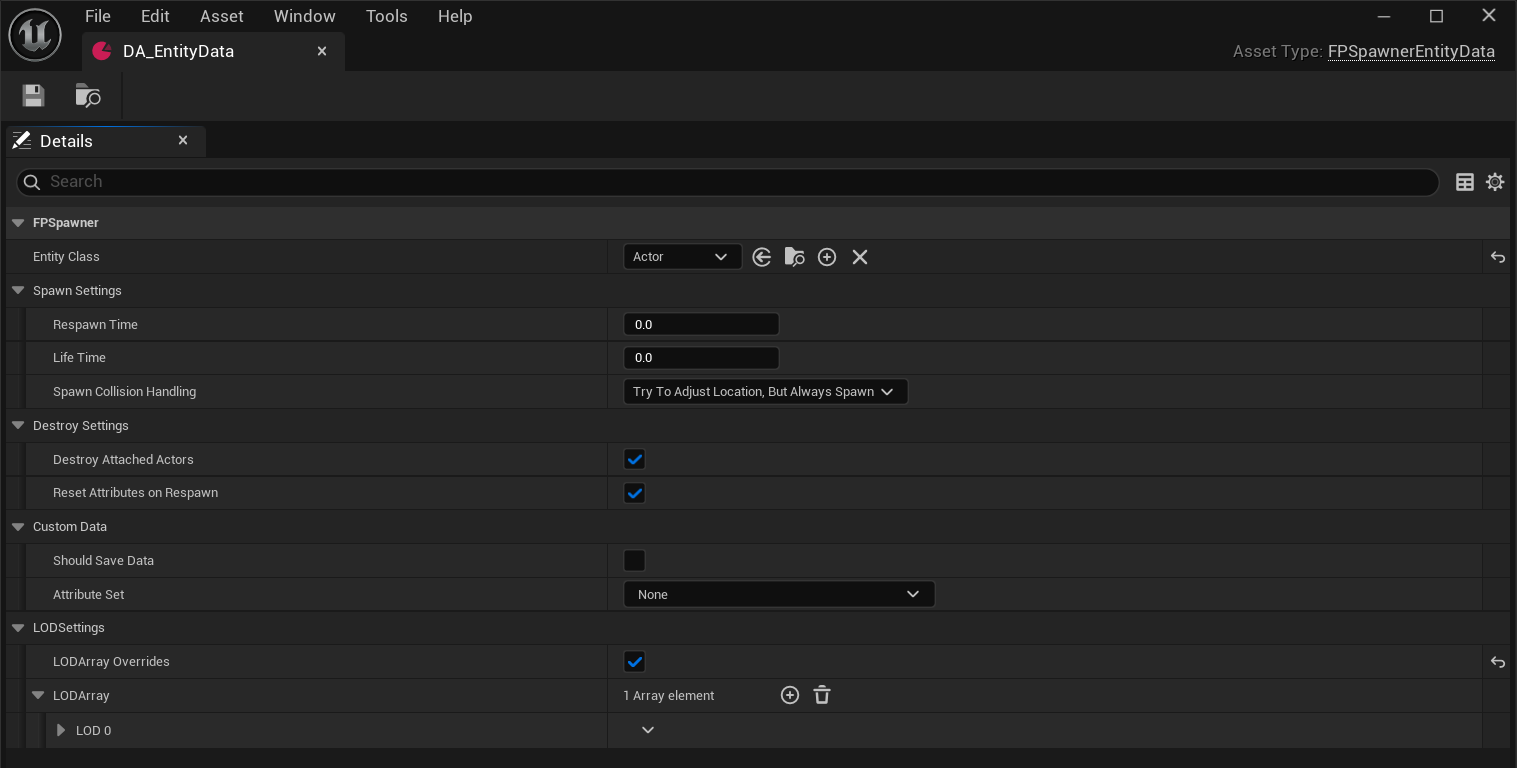 File Edit Asset Window Tools Help
DA_EntityData
Asset Type: FPSpawnerEntityData
Details
Search
FPSpawner
Entity Class Actor
Spawn Settings
Respawn Time 0.0
Life Time 0.0
Spawn Collision Handling Try To Adjust Location, But Always Spawn
Destroy Settings
Destroy Attached Actors
Reset Attributes on Respawn
Custom Data
Should Save Data
Attribute Set None
LODSettings
LODArray Overrides
LODArray 1 Array element
LOD 0